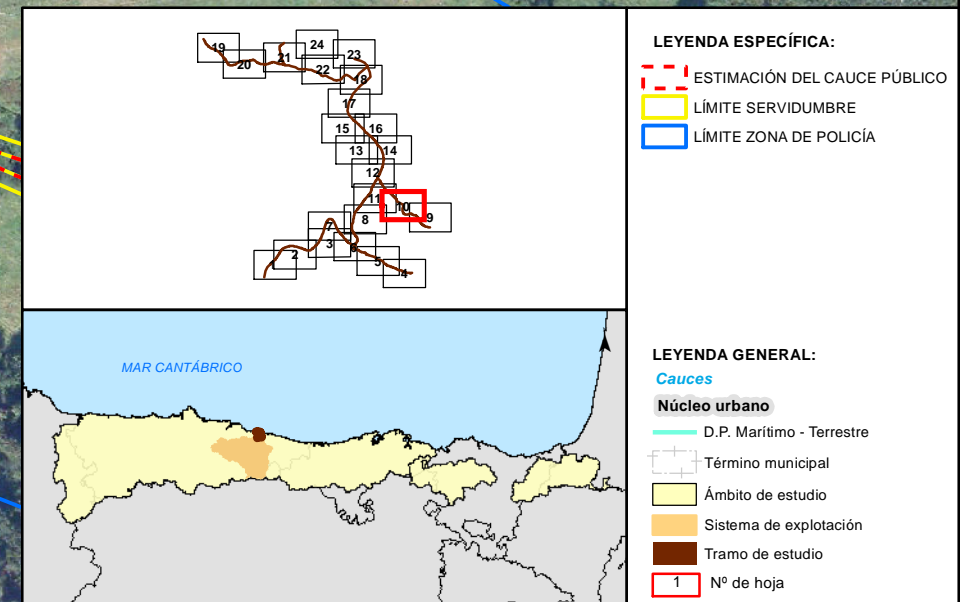 19
20
21
24
22
23
18
17
15
16
13
14
12
11
10
9
8
7
3
2
1
6
5
4
MAR CANTÁBRICO
LEYENDA ESPECÍFICA:
ESTIMACIÓN DEL CAUCE PÚBLICO
LÍMITE SERVIDUMBRE
LÍMITE ZONA DE POLICÍA
LEYENDA GENERAL:
Cauces
Núcleo urbano
D.P. Marítimo - Terrestre
Término municipal
Ámbito de estudio
Sistema de explotación
Tramo de estudio
1 Nº de hoja